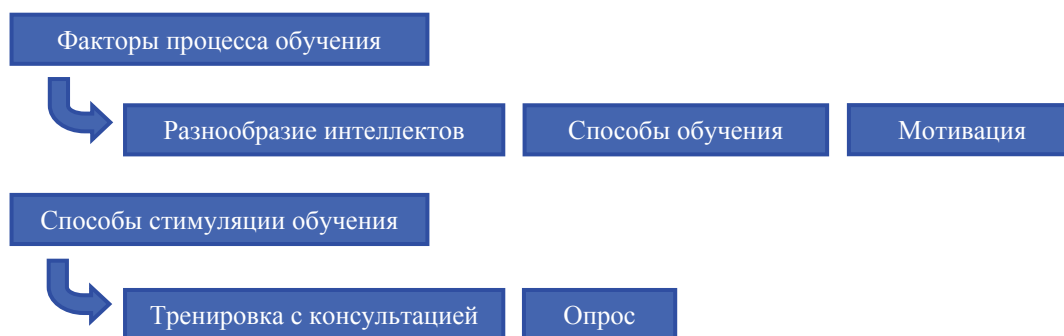 Факторы процесса обучения
Разнообразие интеллектов
Способы обучения
Мотивация
Способы стимуляции обучения
Тренировка с консультацией
Опрос